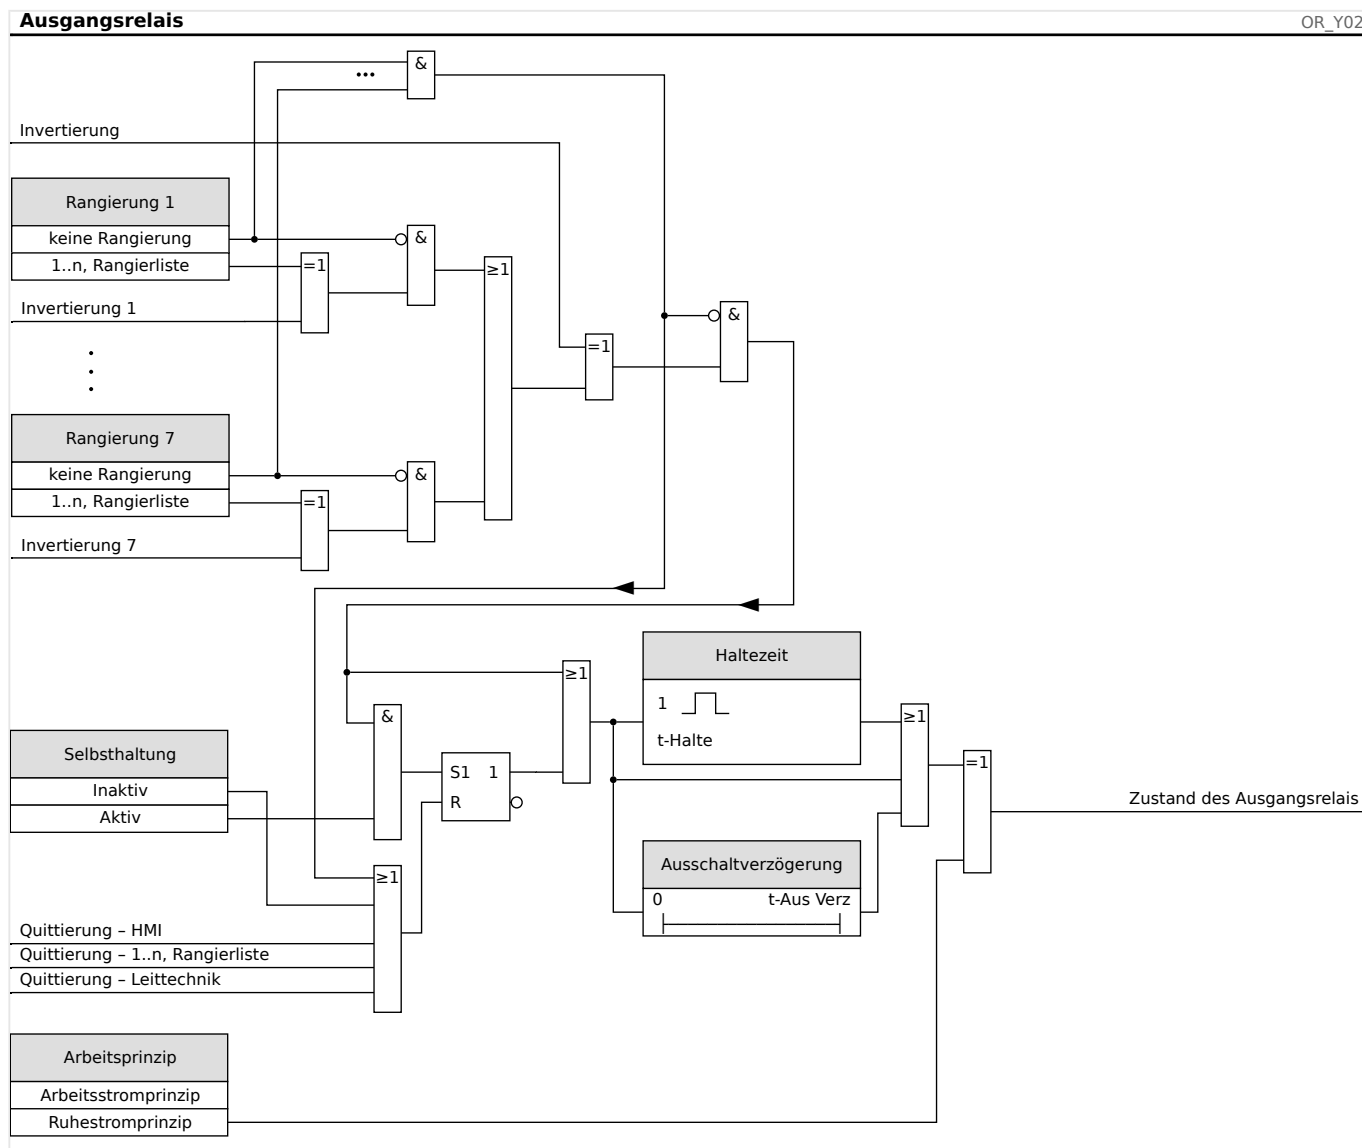 Ausgangsrelais
OR_Y02
&
Invertierung
Rangierung 1
keine Rangierung
&
1..n, Rangierliste
=1
≥1
Invertierung 1
&
=1
Rangierung 7
keine Rangierung
&
1..n, Rangierliste
=1
Invertierung 7
Haltezeit
≥1
1
&
≥1
t-Halte
Selbsthaltung
=1
S1 1
Inaktiv
R
Zustand des Ausgangsrelais
Aktiv
Ausschaltverzögerung
≥1
0 t-Aus Verz
Quittierung – HMI
Quittierung – 1..n, Rangierliste
Quittierung – Leittechnik
Arbeitsprinzip
Arbeitsstromprinzip
Ruhestromprinzip